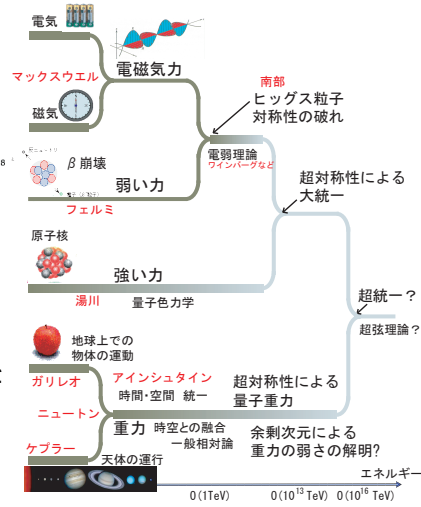 電気
マックスウエル
電磁気力
磁気
南部
ヒッグス粒子
対称性の破れ
β崩壊
電弱理論
ワインバーグなど
弱い力
フェルミ
超対称性による
大統一
原子核
強い力
湯川
量子色力学
超統一?
超弦理論?
地球上での
物体の運動
ガリレオ
アインシュタイン
時間・空間 統一
超対称性による
量子重力
ニュートン
重力
時空との融合
一般相対論
余剰次元による
重力の弱さの解明?
ケプラー
天体の運行
エネルギー
0(1TeV)
0(10¹³ TeV)
0(10¹⁶ TeV)